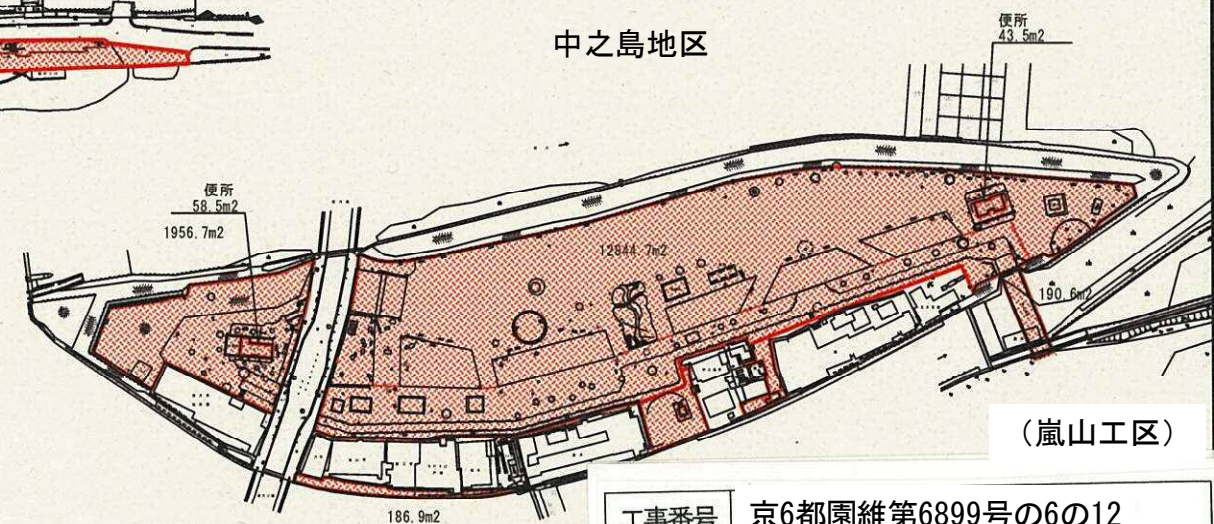 中之島地区
便所
43.5m2
便所
58.5m2
1956.7m2
12844.7m2
190.6m2
(嵐山工区)
186.9m2
工事番号 京6都園維第6899号の6の12